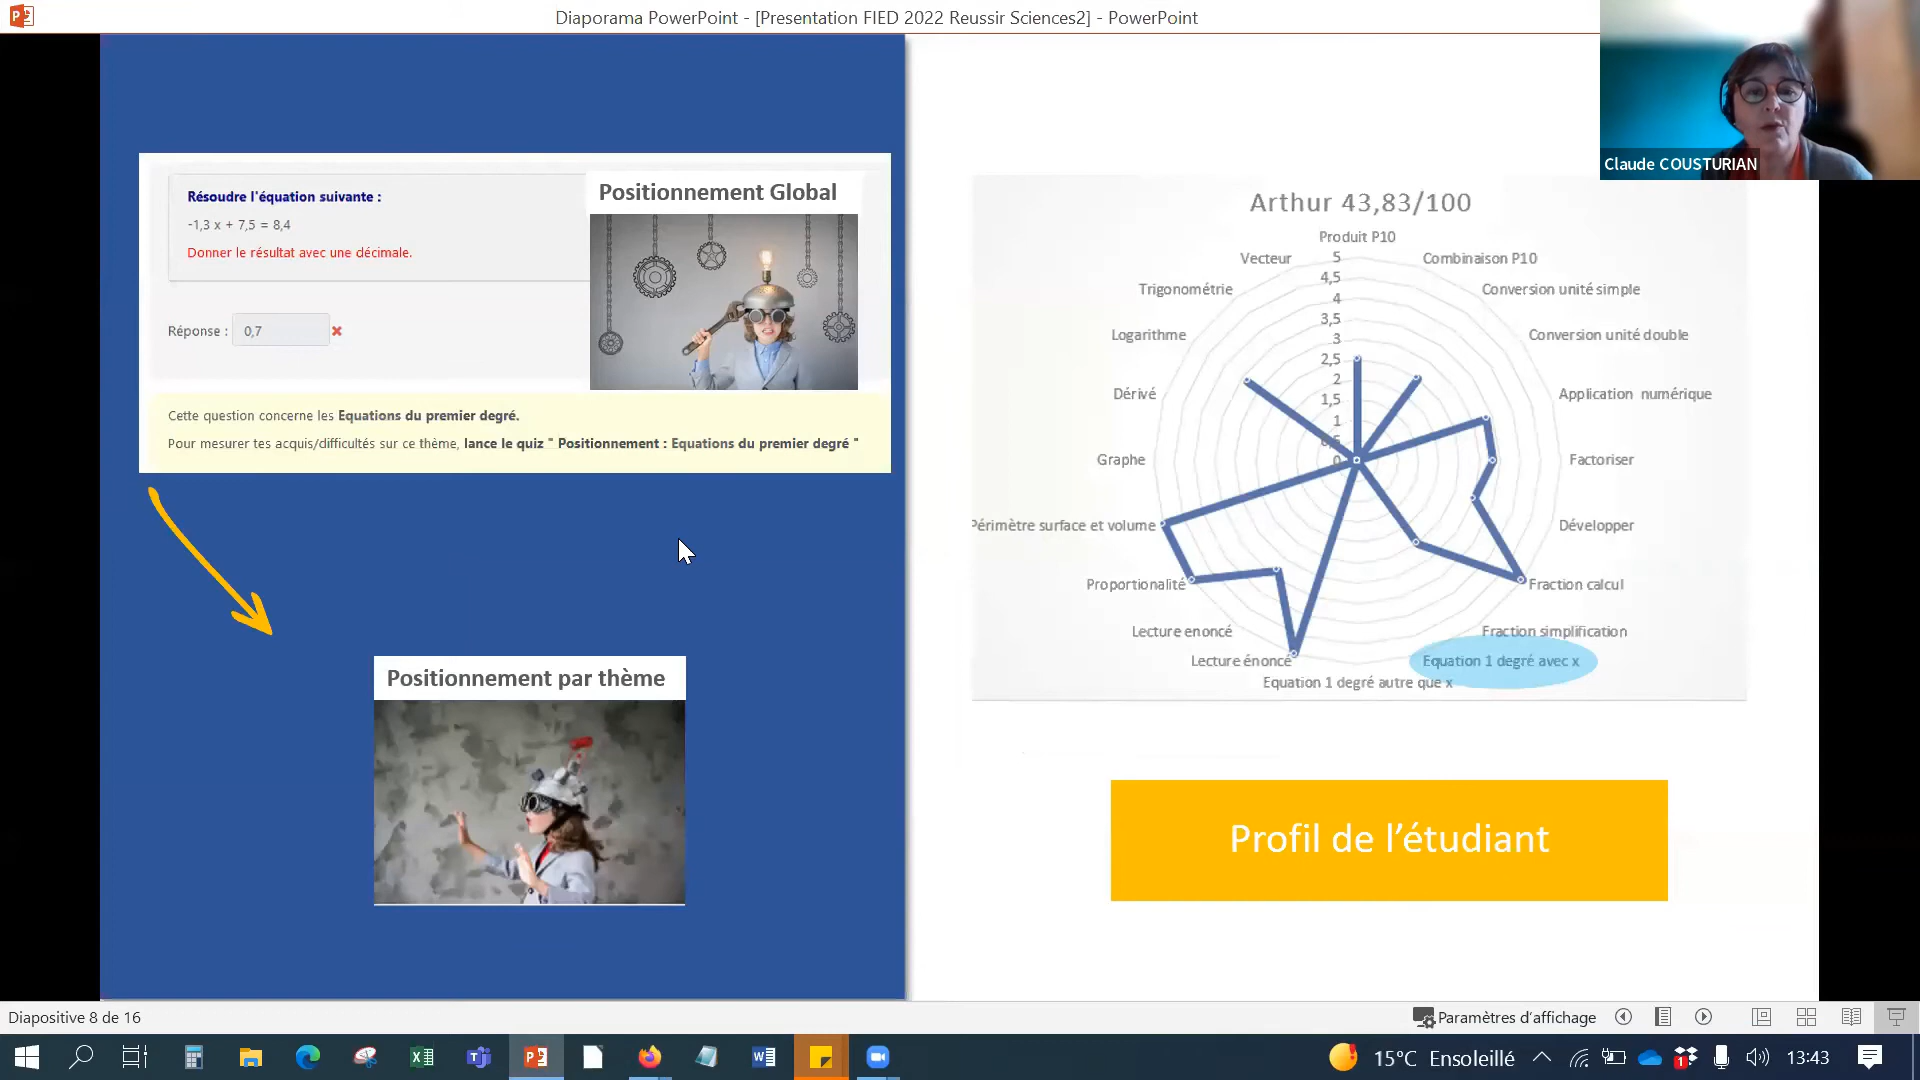 Diaporama PowerPoint - [Presentation FIED 2022 Reussir Sciences2] - PowerPoint
Claude COUSTURIAN
Résoudre l'équation suivante :
-1,3 x + 7,5 = 8,4
Donner le résultat avec une décimale.
Réponse :
0,7
Positionnement Global
Cette question concerne les Equations du premier degré.
Pour mesurer tes acquis/difficultés sur ce thème, lance le quiz " Positionnement : Equations du premier degré "
Positionnement par thème
Arthur 43,83/100
Produit P10
Combinaison P10
Conversion unité simple
Conversion unité double
Application numérique
Factoriser
Développer
Fraction calcul
Fraction simplification
Equation 1 degré avec x
Equation 1 degré autre que x
Lecture énoncé
Lecture enoncé
Proportionalité
Périmètre surface et volume
Graphe
Dérivé
Logarithme
Trigonométrie
Vecteur
5
4,5
4
3,5
3
2,5
2
1,5
1
0
Profil de l'étudiant
Diapositive 8 de 16
Paramètres d'affichage
15°C Ensoleillé
1
13:43